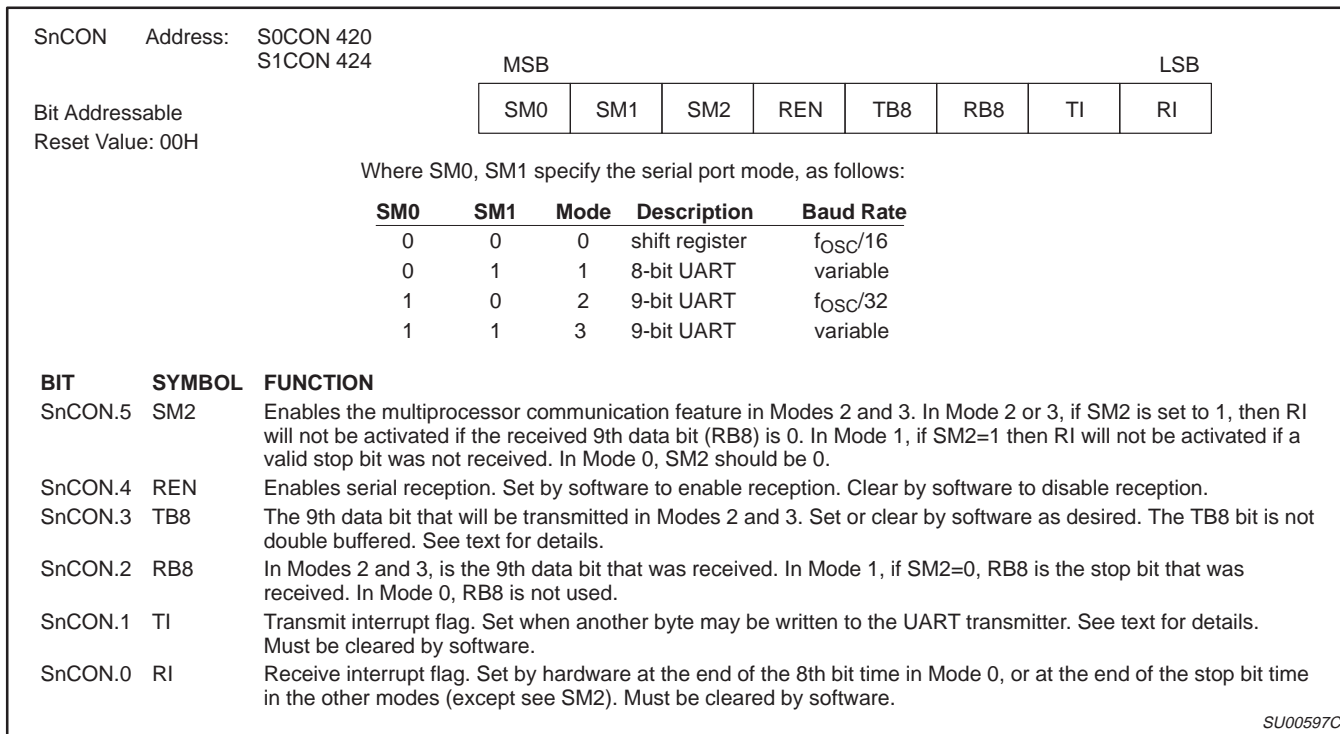 SnCON Address: S0CON 420
S1CON 424
MSB LSB
Bit Addressable
Reset Value: 00H
SM0 SM1 SM2 REN TB8 RB8 TI RI
Where SM0, SM1 specify the serial port mode, as follows:
SM0 SM1 Mode Description Baud Rate
0 0 0 shift register fOSC/16
0 1 1 8-bit UART variable
1 0 2 9-bit UART fOSC/32
1 1 3 9-bit UART variable
BIT SYMBOL FUNCTION
SnCON.5 SM2 Enables the multiprocessor communication feature in Modes 2 and 3. In Mode 2 or 3, if SM2 is set to 1, then RI
will not be activated if the received 9th data bit (RB8) is 0. In Mode 1, if SM2=1 then RI will not be activated if a
valid stop bit was not received. In Mode 0, SM2 should be 0.
SnCON.4 REN Enables serial reception. Set by software to enable reception. Clear by software to disable reception.
SnCON.3 TB8 The 9th data bit that will be transmitted in Modes 2 and 3. Set or clear by software as desired. The TB8 bit is not
double buffered. See text for details.
SnCON.2 RB8 In Modes 2 and 3, is the 9th data bit that was received. In Mode 1, if SM2=0, RB8 is the stop bit that was
received. In Mode 0, RB8 is not used.
SnCON.1 TI Transmit interrupt flag. Set when another byte may be written to the UART transmitter. See text for details.
Must be cleared by software.
SnCON.0 RI Receive interrupt flag. Set by hardware at the end of the 8th bit time in Mode 0, or at the end of the stop bit time
in the other modes (except see SM2). Must be cleared by software.
SU00597C